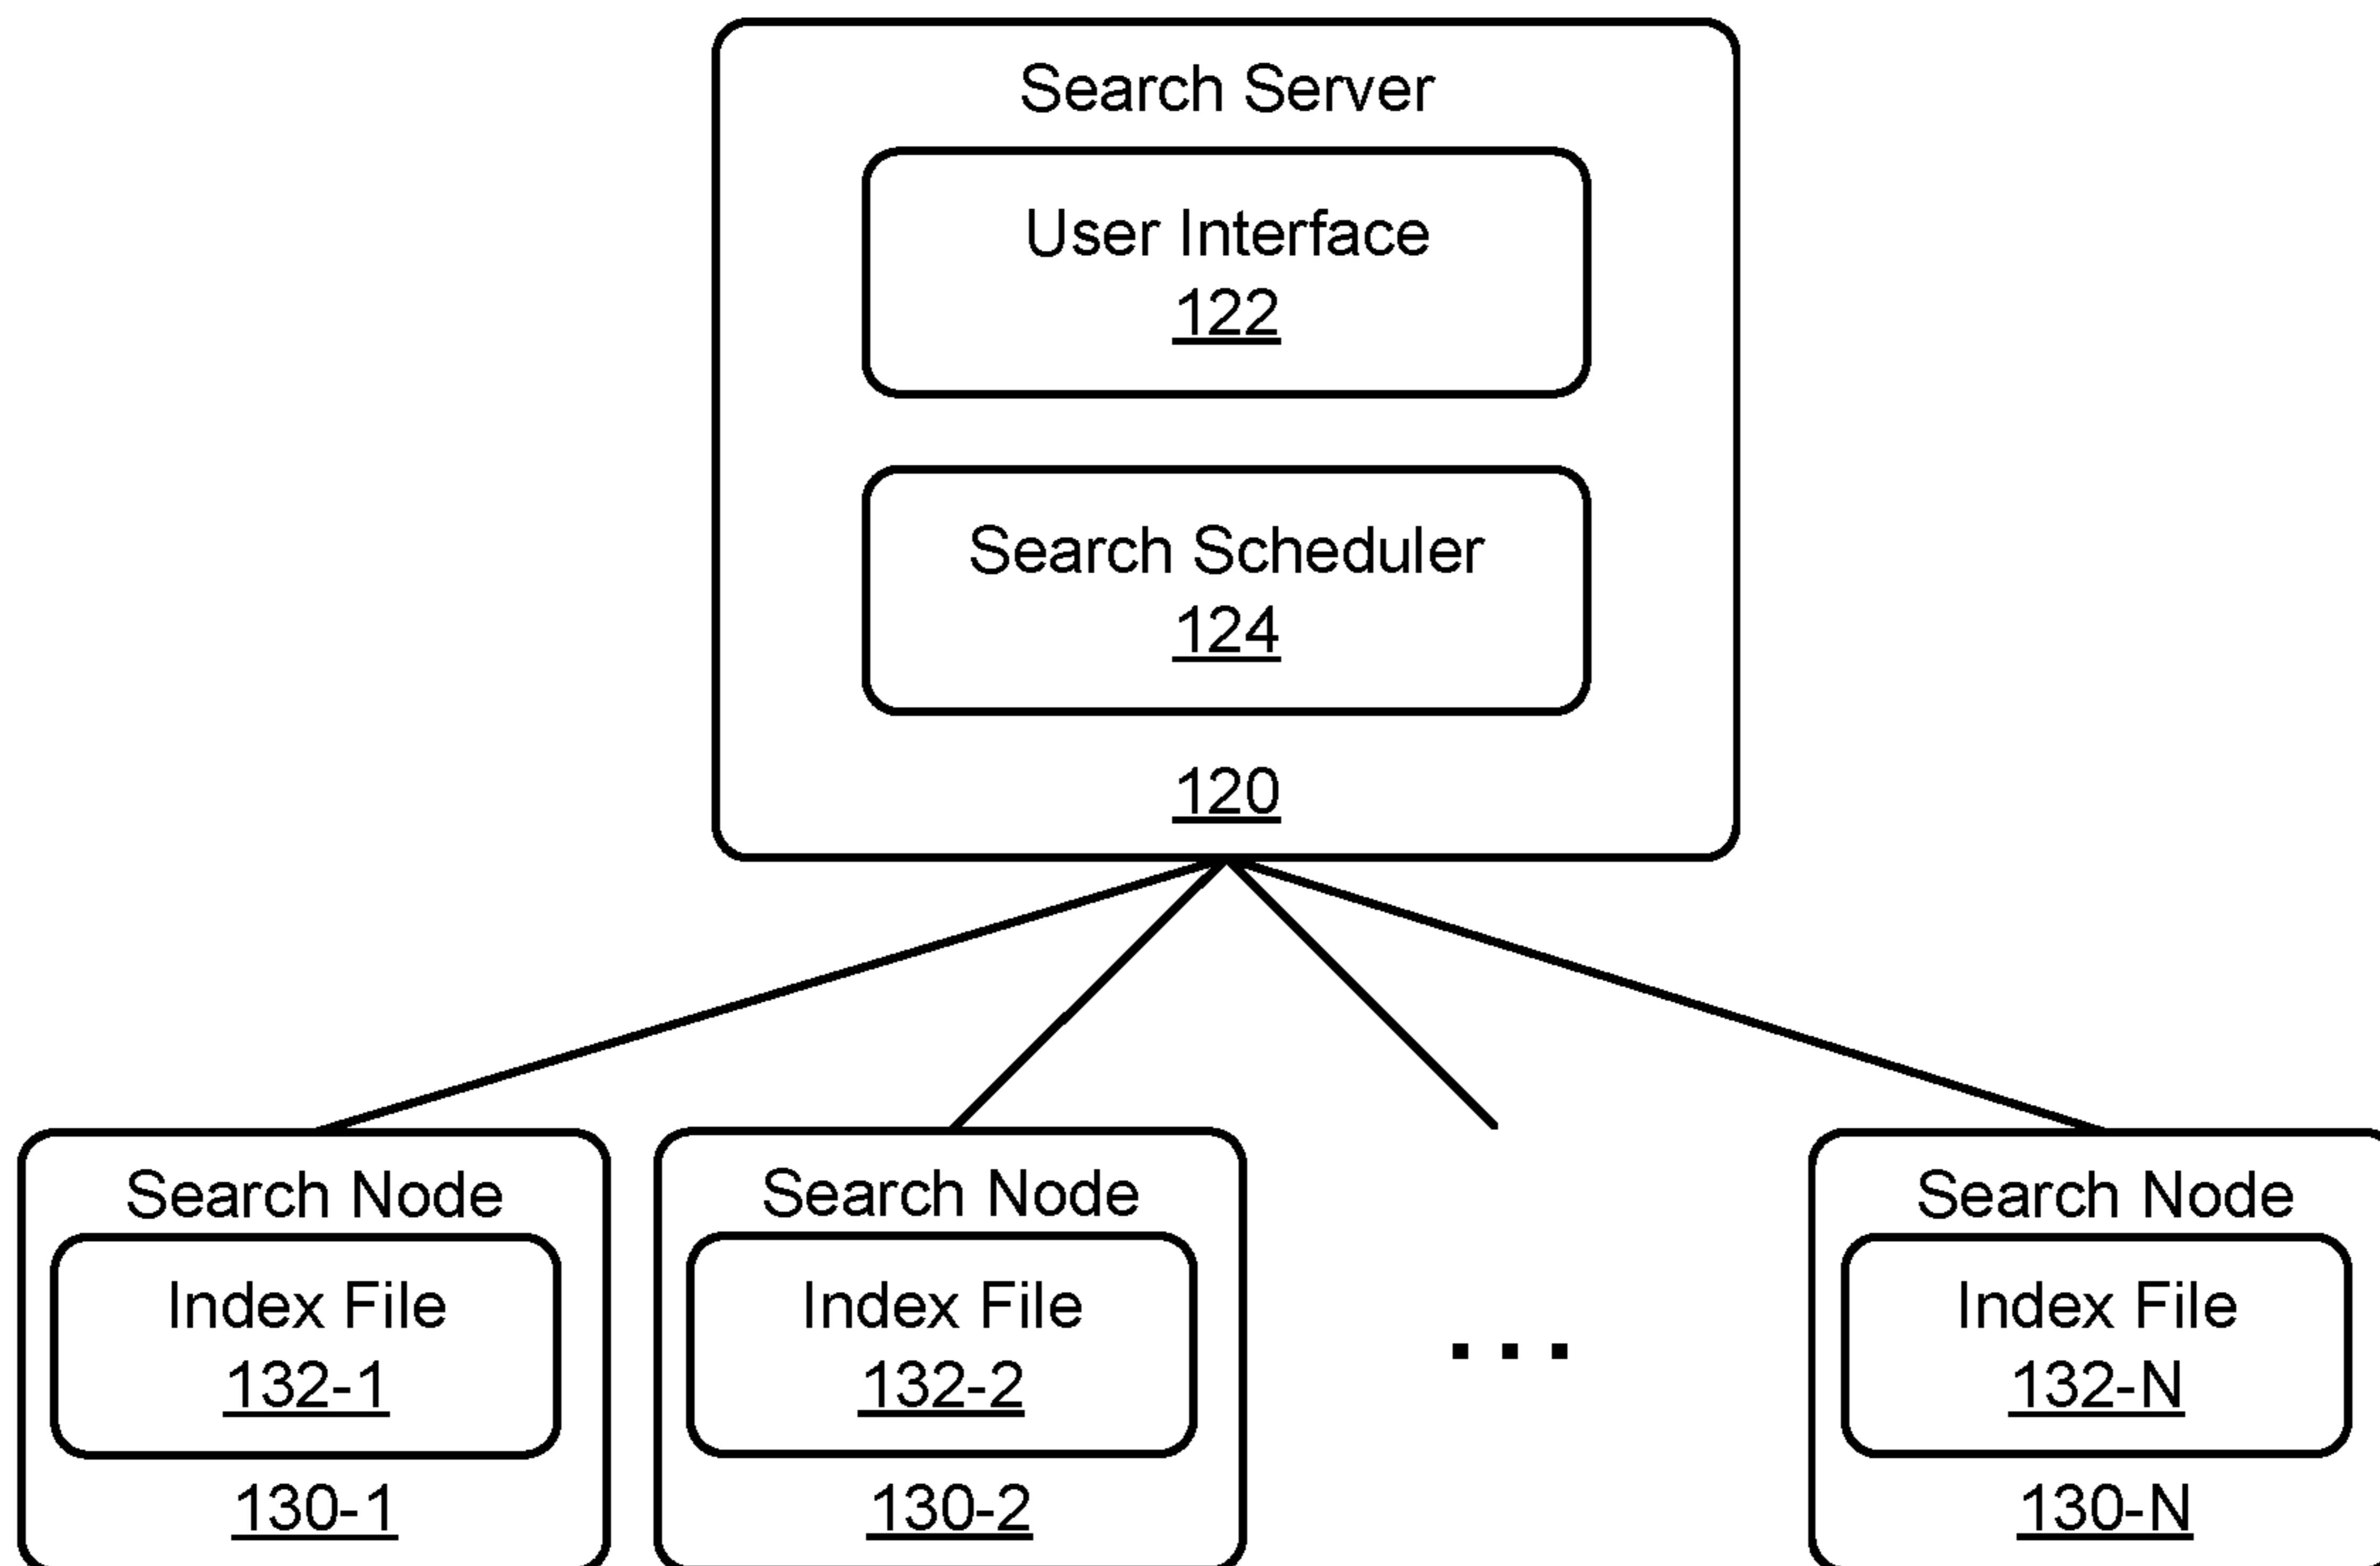 Search Server
User Interface
122
Search Scheduler
124
120
Search Node
Index File
132-1
130-1
Search Node
Index File
132-2
130-2
...
Search Node
Index File
132-N
130-N